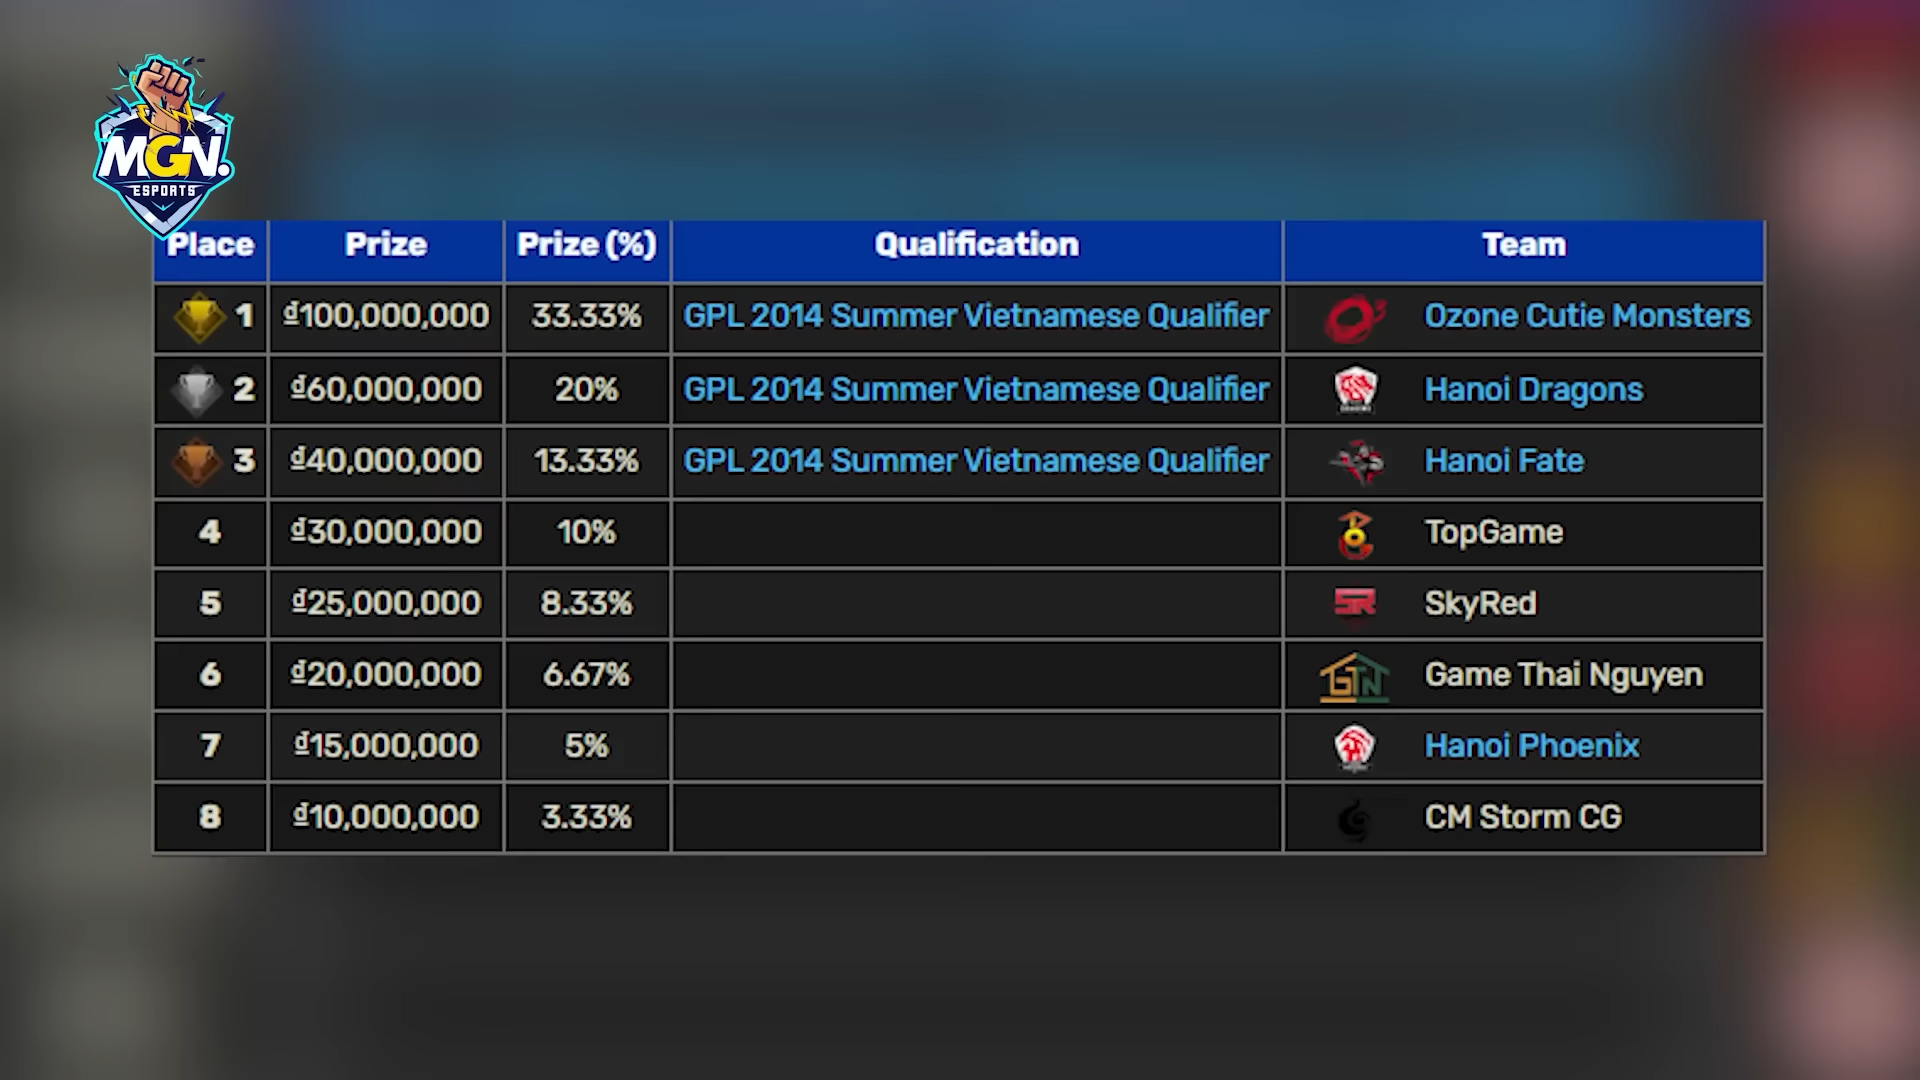 MGN.
ESPORTS
Place Prize Prize (%) Qualification Team
1 ₫100,000,000 33.33% GPL 2014 Summer Vietnamese Qualifier Ozone Cutie Monsters
2 ₫60,000,000 20% GPL 2014 Summer Vietnamese Qualifier Hanoi Dragons
3 ₫40,000,000 13.33% GPL 2014 Summer Vietnamese Qualifier Hanoi Fate
4 ₫30,000,000 10% TopGame
5 ₫25,000,000 8.33% SR SkyRed
6 ₫20,000,000 6.67% GTN Game Thai Nguyen
7 ₫15,000,000 5% Hanoi Phoenix
8 ₫10,000,000 3.33% CM Storm CG